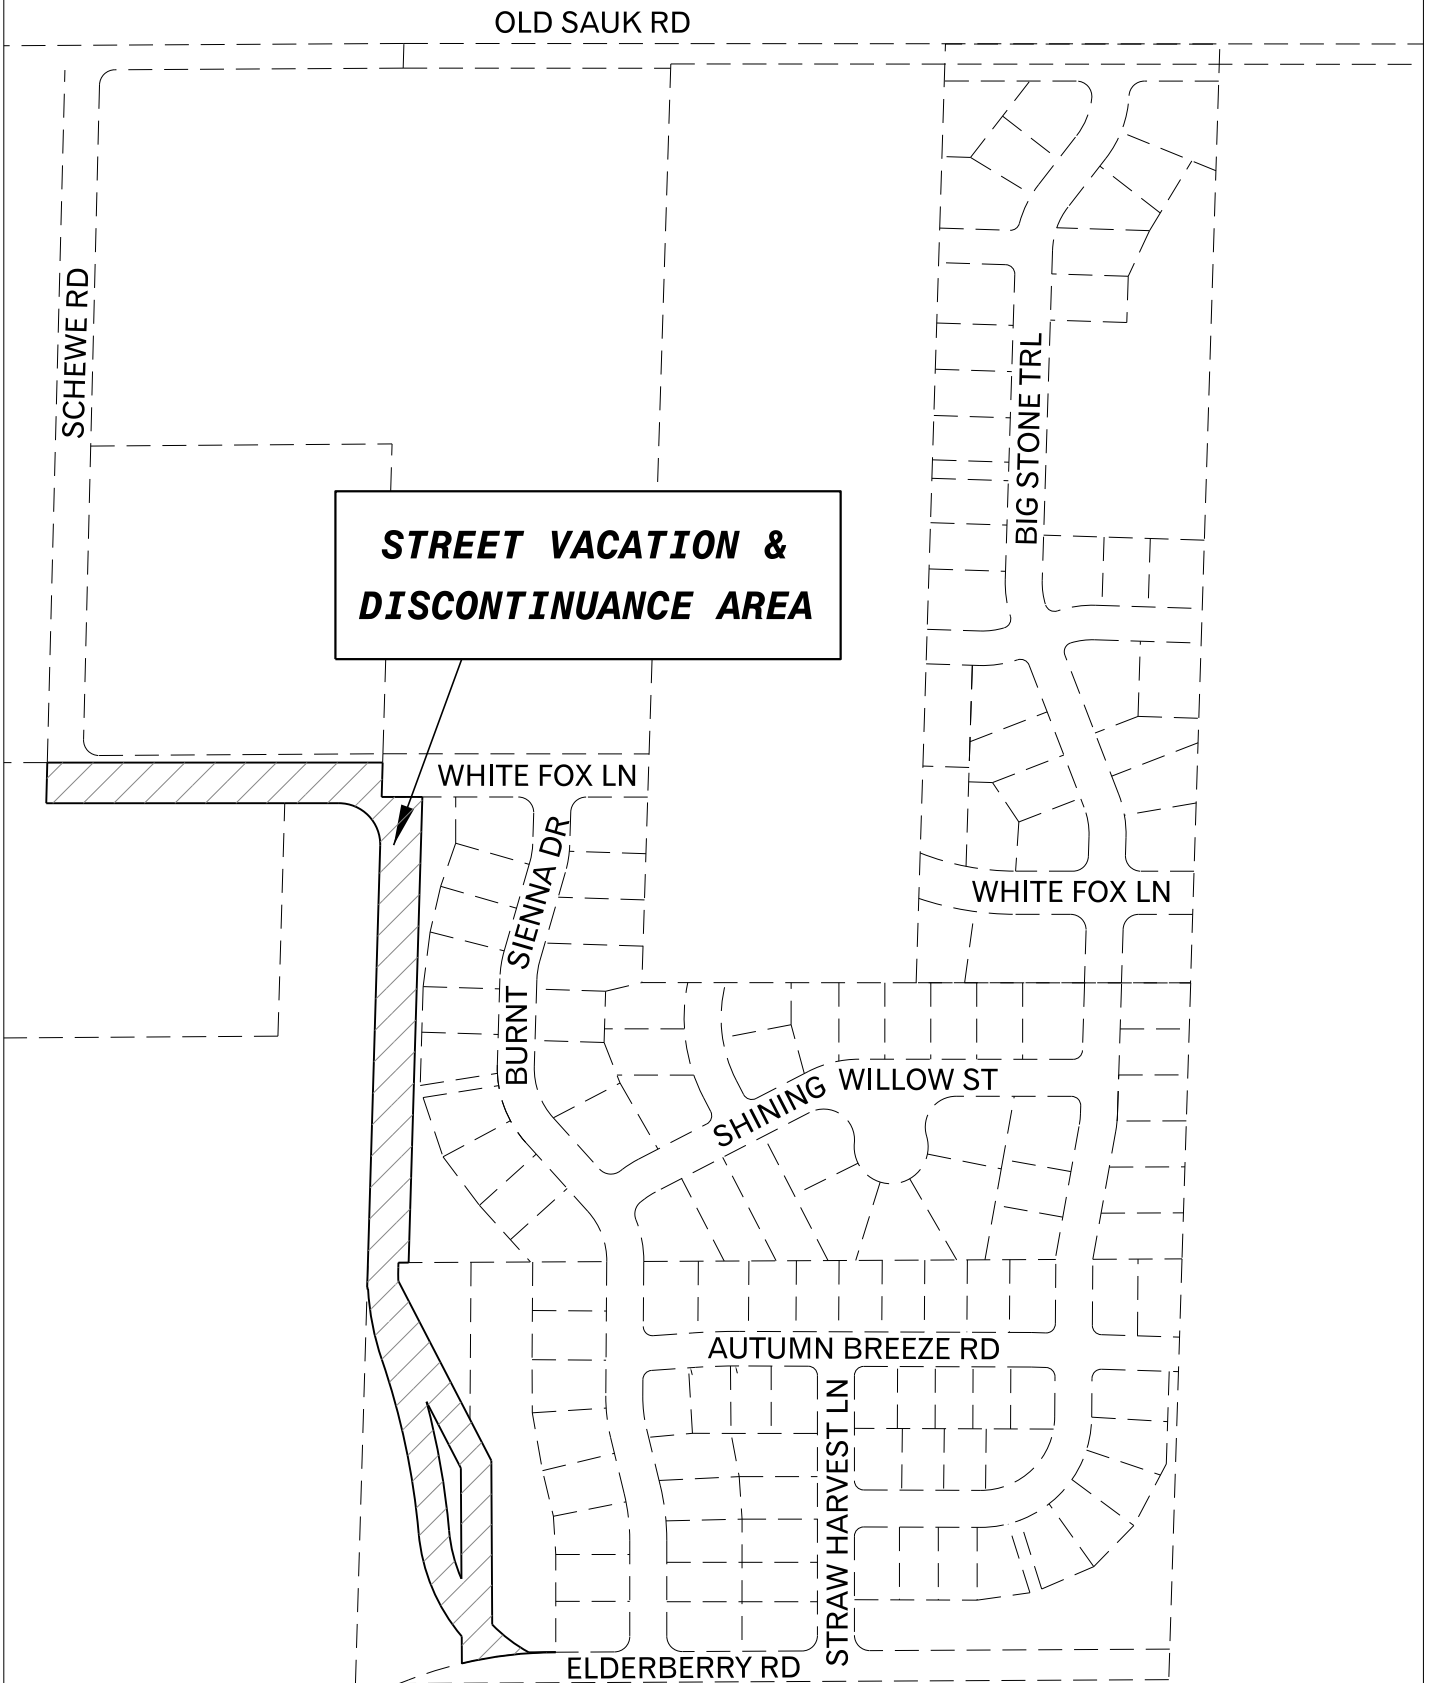 OLD SAUK RD
SCHEWE RD
BIG STONE TRL
STREET VACATION &
DISCONTINUANCE AREA
WHITE FOX LN
BURNT SIENNA DR
WHITE FOX LN
SHINING WILLOW ST
AUTUMN BREEZE RD
STRAW HARVEST LN
ELDERBERRY RD